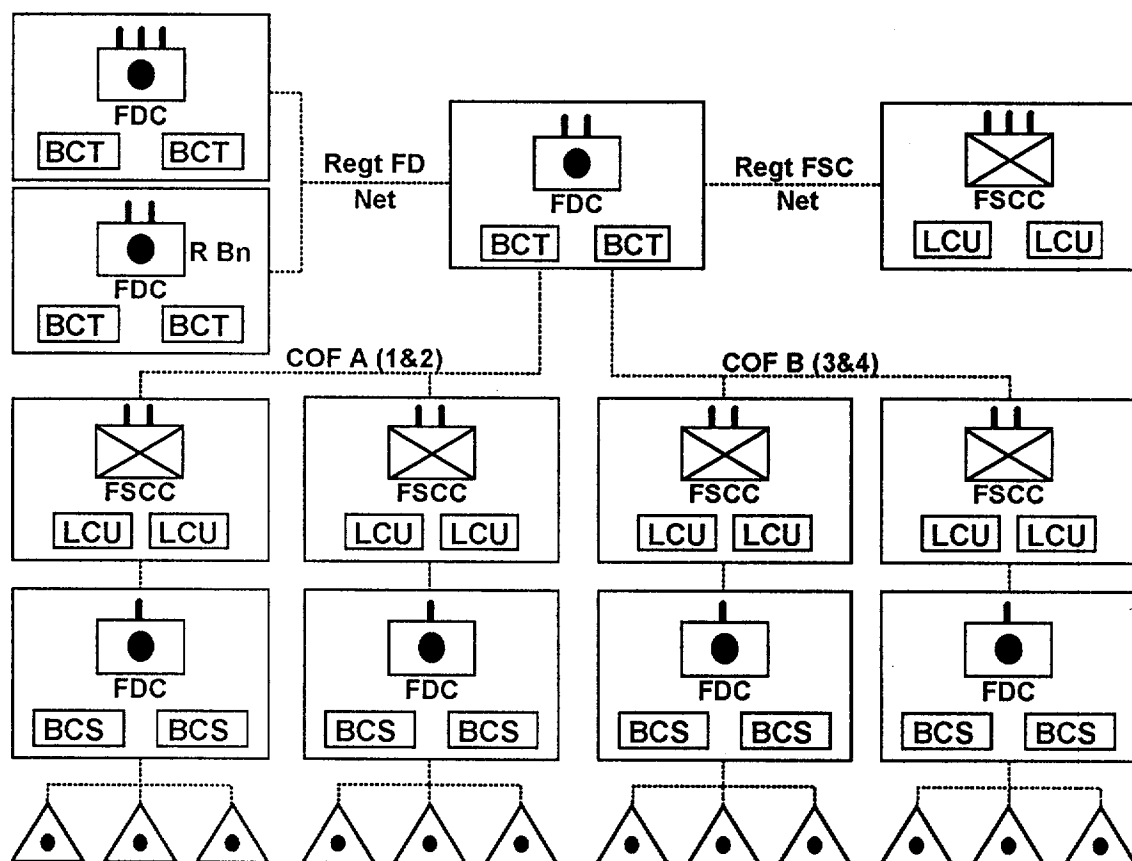 FDC
BCT BCT
R Bn
FDC
BCT BCT
Regt FD
Net
FDC
BCT BCT
Regt FSC
Net
FSCC
LCU LCU
COF A (1&2)
COF B (3&4)
FSCC FSCC FSCC FSCC
LCU LCU LCU LCU LCU LCU LCU LCU
FDC FDC FDC FDC
BCS BCS BCS BCS BCS BCS BCS BCS